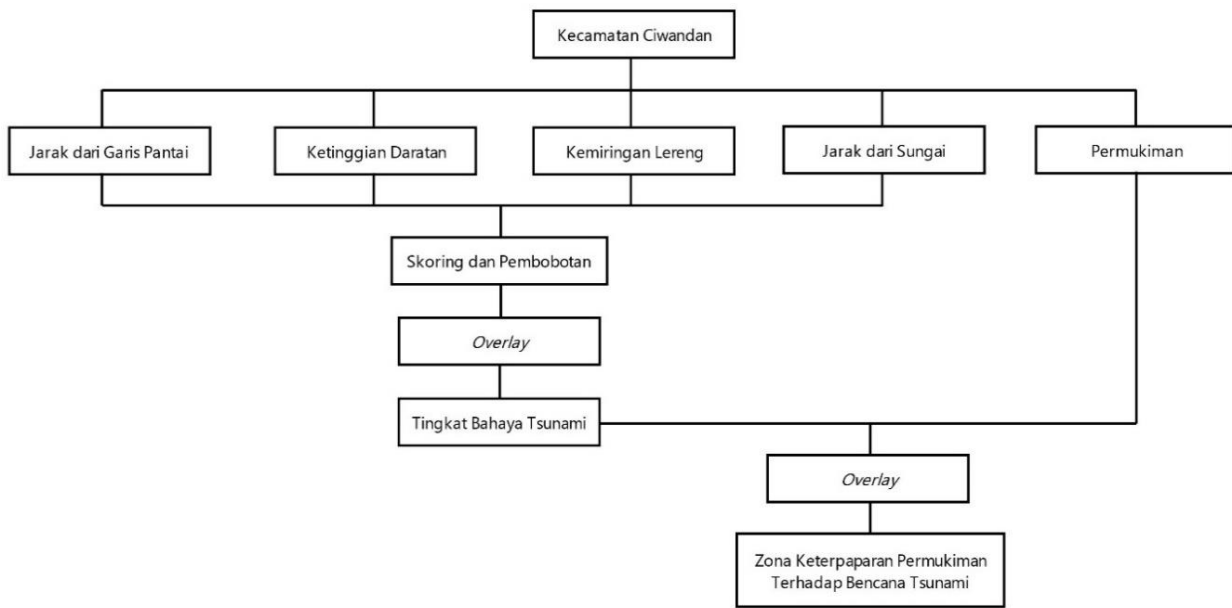 Kecamatan Ciwandan
Jarak dari Garis Pantai
Ketinggian Daratan
Kemiringan Lereng
Jarak dari Sungai
Permukiman
Skoring dan Pembobotan
Overlay
Tingkat Bahaya Tsunami
Overlay
Zona Keterpaparan Permukiman
Terhadap Bencana Tsunami